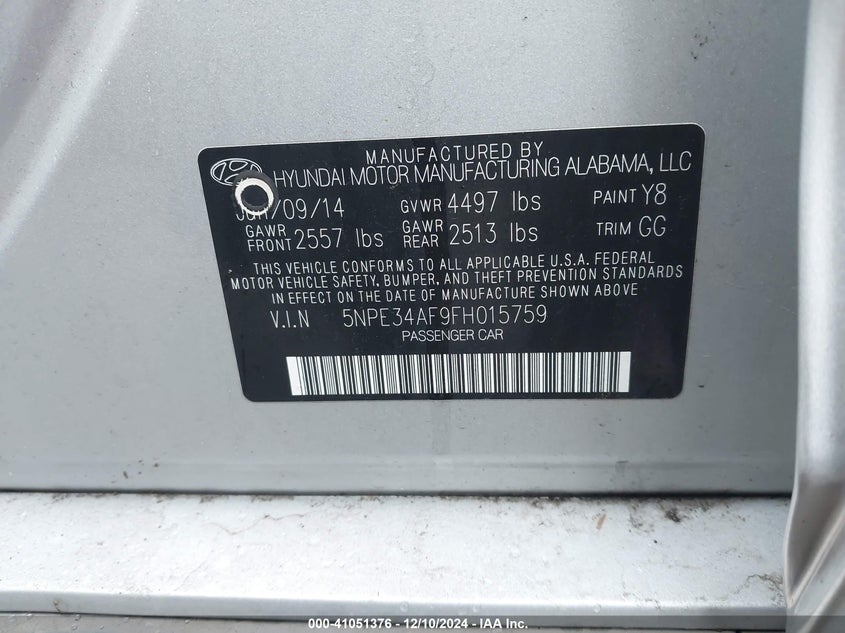 MANUFACTURED BY
HYUNDAI MOTOR MANUFACTURING ALABAMA, LLC
/09/14 GVWR 4497 lbs PAINT Y8
GAWR FRONT 2557 lbs GAWR REAR 2513 lbs TRIM GG
THIS VEHICLE CONFORMS TO ALL APPLICABLE U.S.A. FEDERAL
MOTOR VEHICLE SAFETY, BUMPER, AND THEFT PREVENTION STANDARDS
IN EFFECT ON THE DATE OF MANUFACTURE SHOWN ABOVE.
V.I.N 5NPE34AF9FH015759
PASSENGER CAR
000-41051376 - 12/10/2024 - IAA Inc.